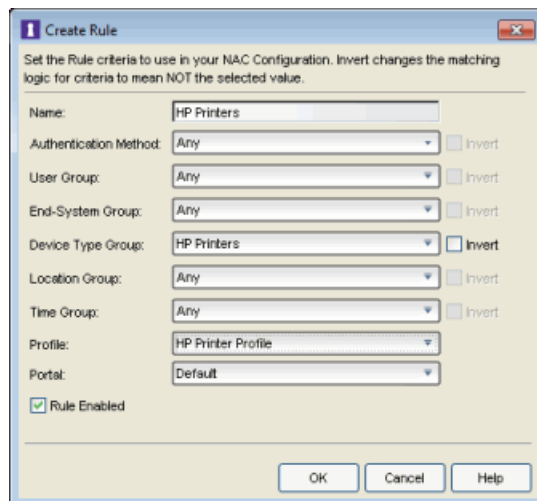 Create Rule
Set the Rule criteria to use in your NAC Configuration. Invert changes the matching
logic for criteria to mean NOT the selected value.
Name: HP Printers
Authentication Method: Any Invert
User Group: Any Invert
End-System Group: Any Invert
Device Type Group: HP Printers Invert
Location Group: Any Invert
Time Group: Any Invert
Profile: HP Printer Profile
Portal: Default
Rule Enabled
OK Cancel Help